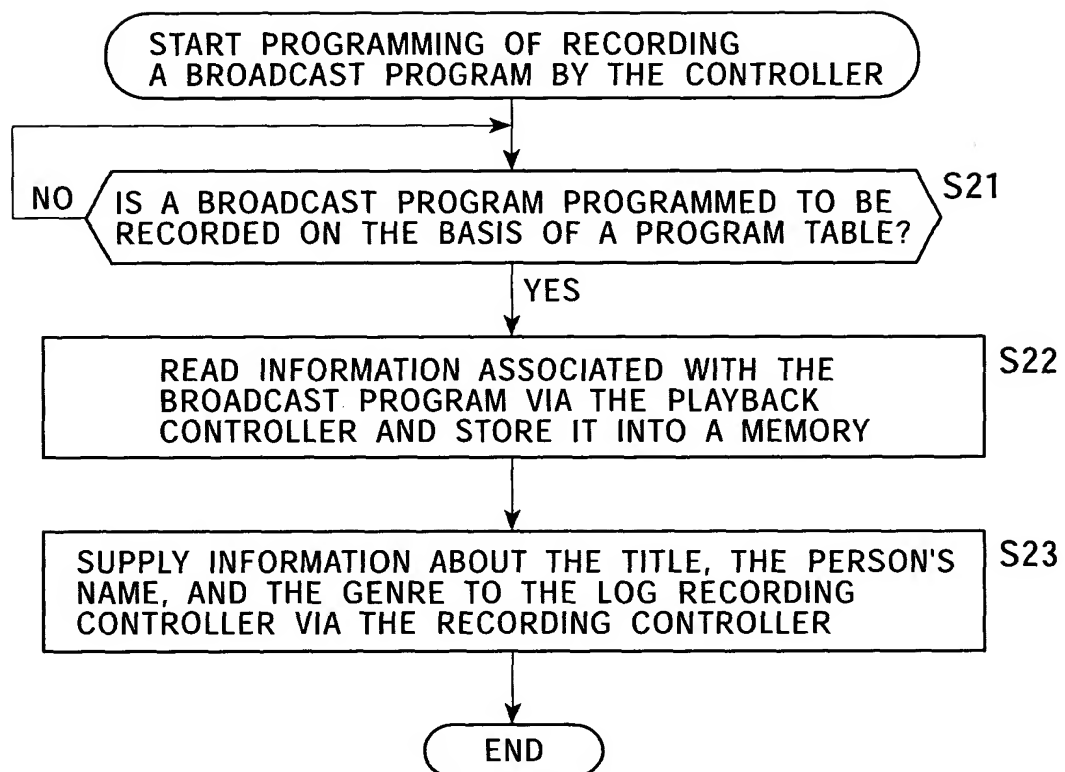 START PROGRAMMING OF RECORDING
A BROADCAST PROGRAM BY THE CONTROLLER
NO
IS A BROADCAST PROGRAM PROGRAMMED TO BE
RECORDED ON THE BASIS OF A PROGRAM TABLE?
S21
YES
READ INFORMATION ASSOCIATED WITH THE
BROADCAST PROGRAM VIA THE PLAYBACK
CONTROLLER AND STORE IT INTO A MEMORY
S22
SUPPLY INFORMATION ABOUT THE TITLE, THE PERSON'S
NAME, AND THE GENRE TO THE LOG RECORDING
CONTROLLER VIA THE RECORDING CONTROLLER
S23
END